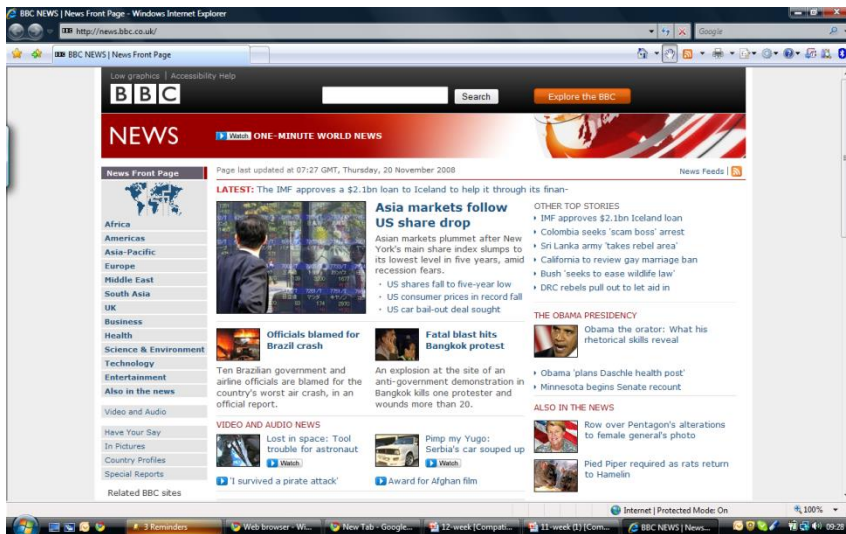 BBC NEWS | News Front Page - Windows Internet Explorer
http://news.bbc.co.uk/
Google
BBC NEWS | News Front Page
Low graphics | Accessibility Help
BBC
Search
Explore the BBC
NEWS
Watch ONE-MINUTE WORLD NEWS
News Front Page
Page last updated at 07:27 GMT, Thursday, 20 November 2008
News Feeds
LATEST: The IMF approves a $2.1bn loan to Iceland to help it through its finan-
Africa
Americas
Asia-Pacific
Europe
Middle East
South Asia
UK
Business
Health
Science & Environment
Technology
Entertainment
Also in the news
Video and Audio
Have Your Say
In Pictures
Country Profiles
Special Reports
Related BBC sites
Asia markets follow
US share drop
Asian markets plummet after New
York's main share index slumps to
its lowest level in five years, amid
recession fears.
US shares fall to five-year low
US consumer prices in record fall
US car bail-out deal sought
Officials blamed for
Brazil crash
Ten Brazilian government and
airline officials are blamed for the
country's worst air crash, in an
official report.
Fatal blast hits
Bangkok protest
An explosion at the site of an
anti-government demonstration in
Bangkok kills one protester and
wounds more than 20.
VIDEO AND AUDIO NEWS
Lost in space: Tool
trouble for astronaut
Watch
Pimp my Yugo:
Serbia's car souped up
Watch
'I survived a pirate attack'
Award for Afghan film
OTHER TOP STORIES
IMF approves $2.1bn Iceland loan
Colombia seeks 'scam boss' arrest
Sri Lanka army 'takes rebel area'
California to review gay marriage ban
Bush 'seeks to ease wildlife law'
DRC rebels pull out to let aid in
THE OBAMA PRESIDENCY
Obama the orator: What his
rhetorical skills reveal
Obama 'plans Daschle health post'
Minnesota begins Senate recount
ALSO IN THE NEWS
Row over Pentagon's alterations
to female general's photo
Pied Piper required as rats return
to Hamelin
Internet | Protected Mode: On
100%
3 Reminders
Web browser - Wi...
New Tab - Google...
12-week [Compati...
11-week (1) [Com...
BBC NEWS | News...
09:28